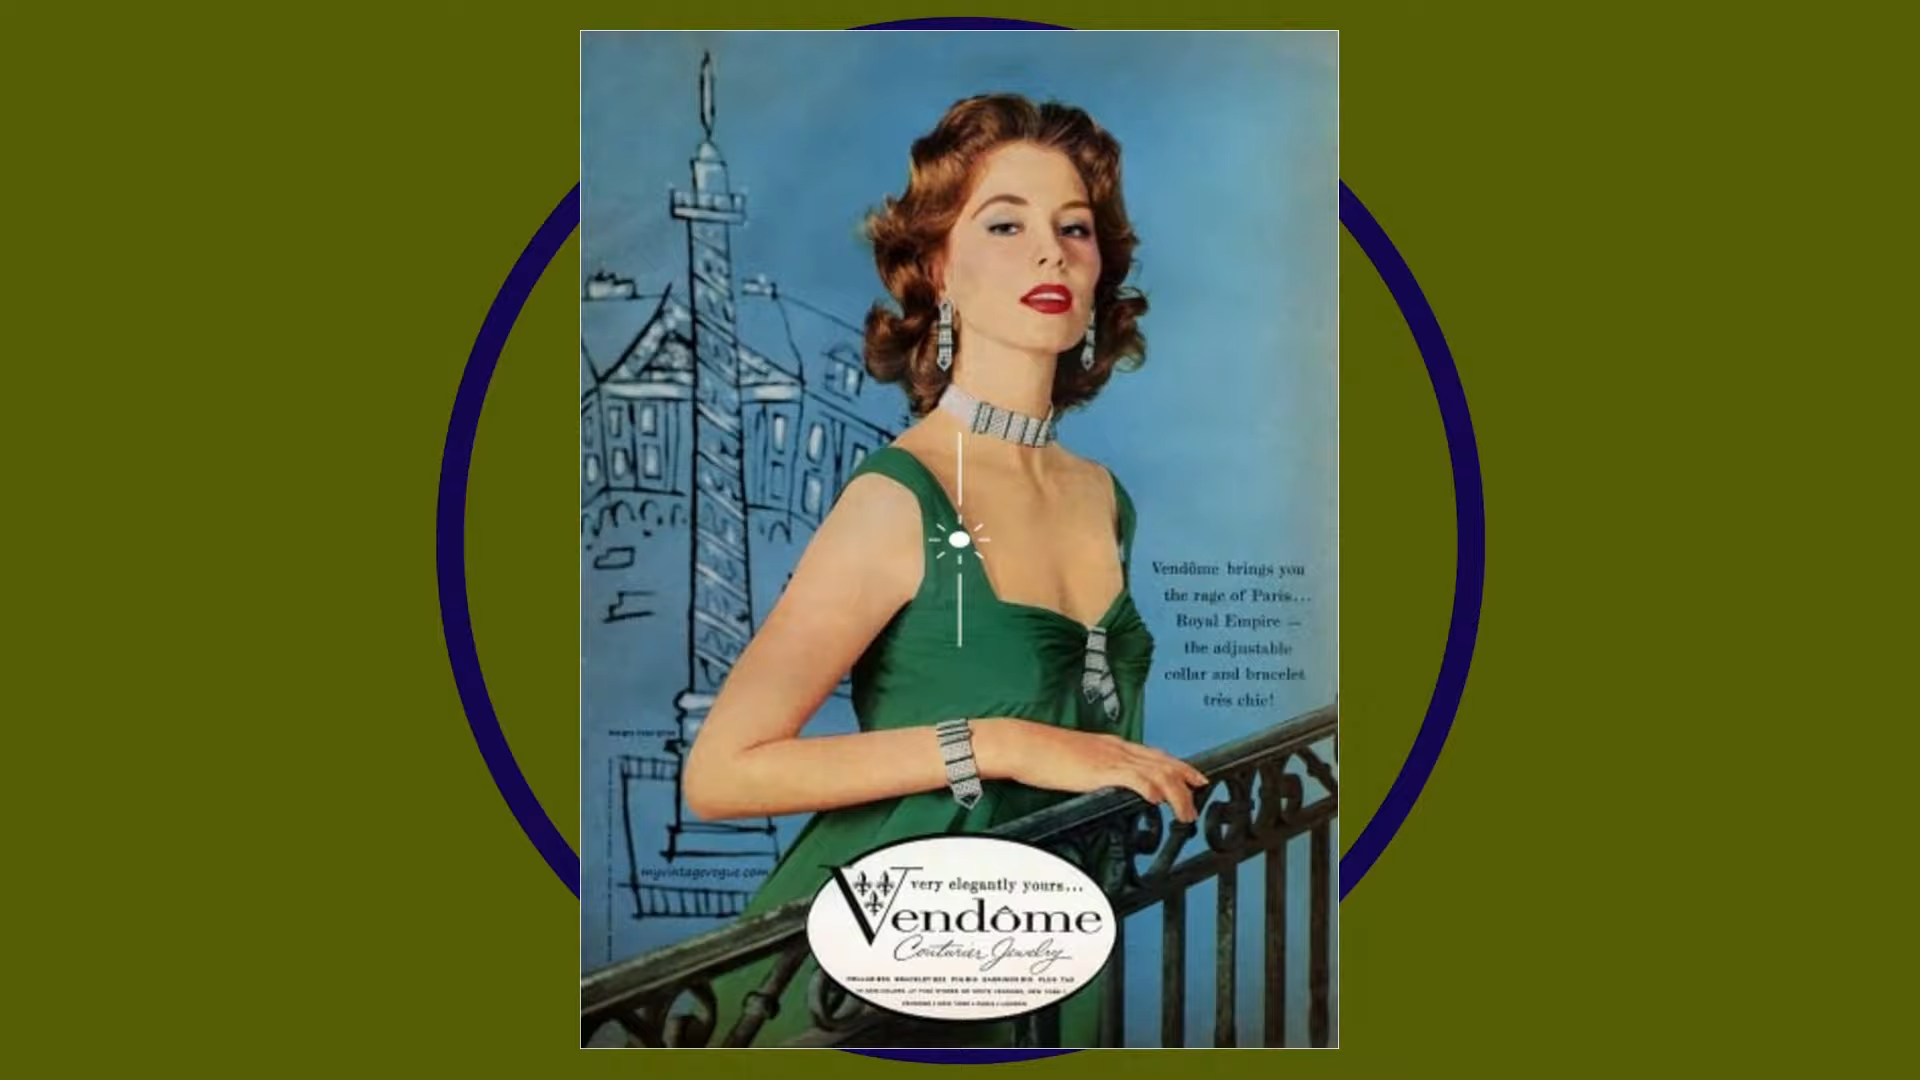 Vendôme brings you
the rage of Paris...
Royal Empire —
the adjustable
collar and bracelet
très chic!
myvintagevogue.com
very elegantly yours...
Vendôme
Couturier Jewelry